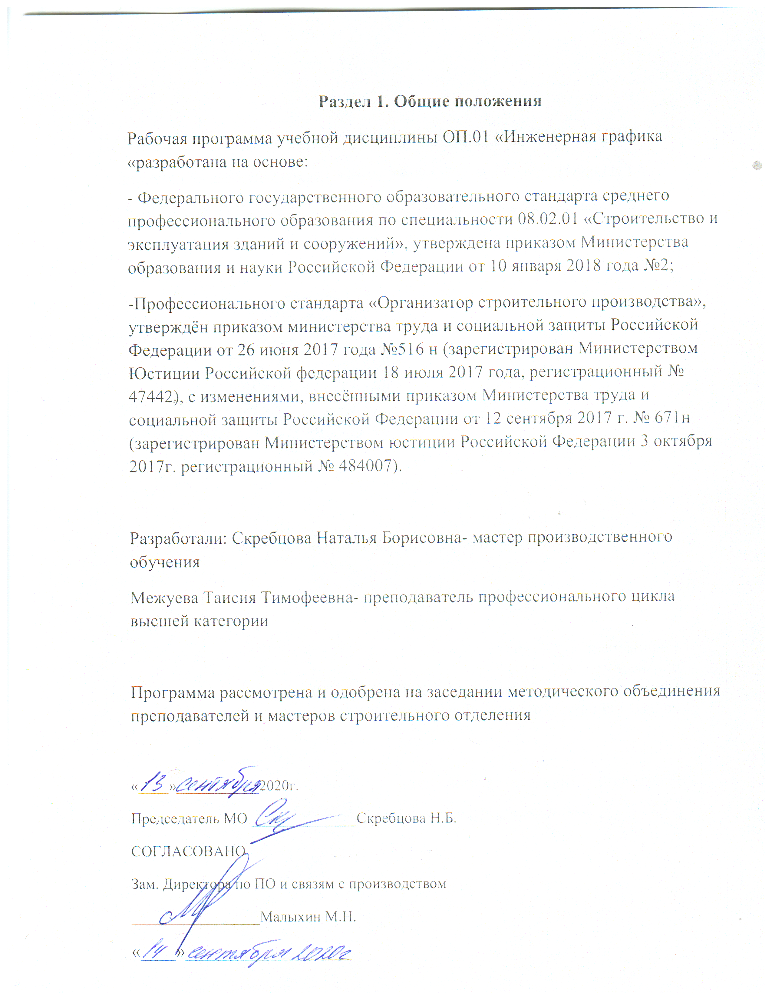 Раздел 1. Общие положения
Рабочая программа учебной дисциплины ОП.01 «Инженерная графика
«разработана на основе:
- Федерального государственного образовательного стандарта среднего
профессионального образования по специальности 08.02.01 «Строительство и
эксплуатация зданий и сооружений», утверждена приказом Министерства
образования и науки Российской Федерации от 10 января 2018 года №2;
-Профессионального стандарта «Организатор строительного производства»,
утверждён приказом министерства труда и социальной защиты Российской
Федерации от 26 июня 2017 года №516 н (зарегистрирован Министерством
Юстиции Российской федерации 18 июля 2017 года, регистрационный №
47442), с изменениями, внесёнными приказом Министерства труда и
социальной защиты Российской Федерации от 12 сентября 2017 г. № 671н
(зарегистрирован Министерством юстиции Российской Федерации 3 октября
2017г. регистрационный № 484007).
Разработали: Скребцова Наталья Борисовна- мастер производственного
обучения
Межуева Таисия Тимофеевна- преподаватель профессионального цикла
высшей категории
Программа рассмотрена и одобрена на заседании методического объединения
преподавателей и мастеров строительного отделения
«13» сентября 2020г.
Председатель МО Скребцова Н.Б.
СОГЛАСОВАНО
Зам. Директора по ПО и связям с производством
Малыхин М.Н.
«14» сентября 2020г